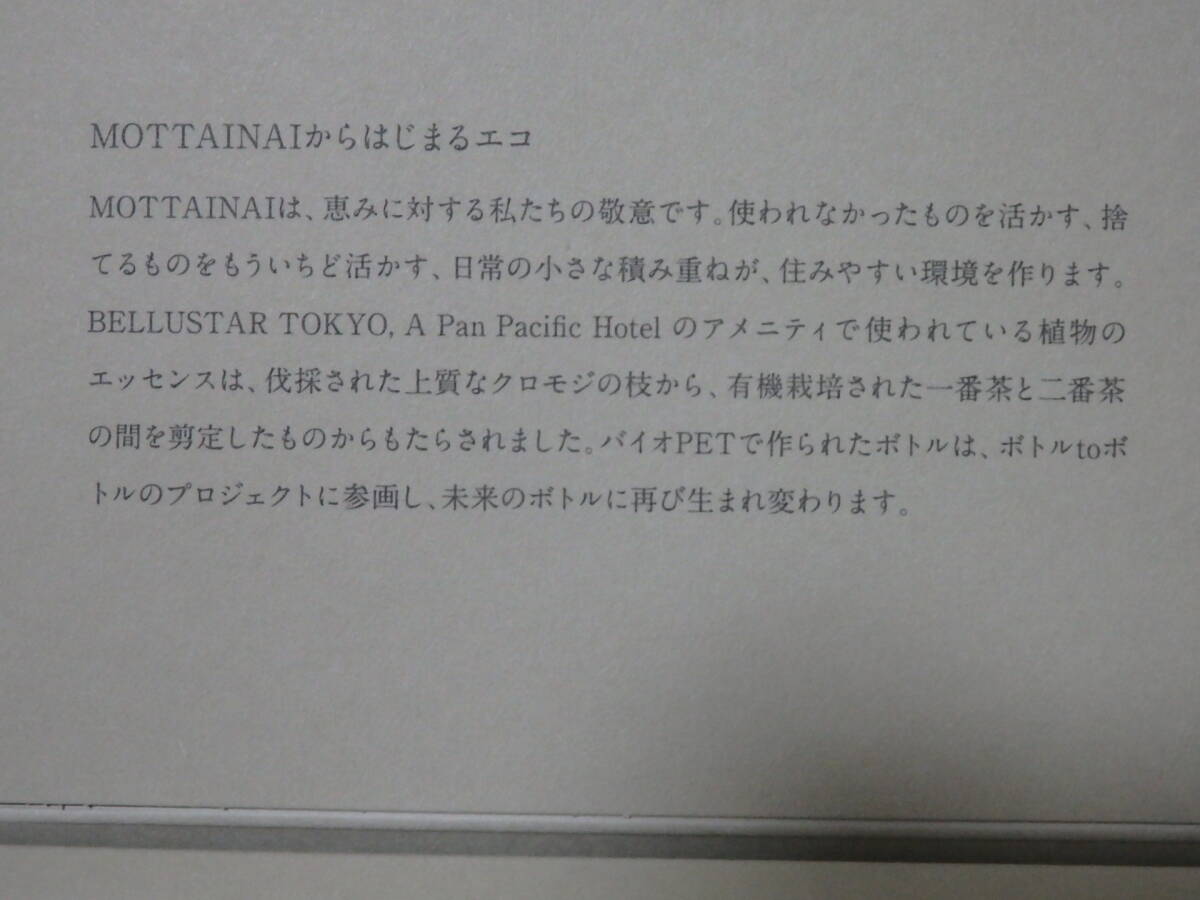 MOTTAINAIからはじまるエコ
MOTTAINAIは、恵みに対する私たちの敬意です。使われなかったものを活かす、捨
てるものをもういちど活かす、日常の小さな積み重ねが、住みやすい環境を作ります。
BELLUSTAR TOKYO, A Pan Pacific Hotel のアメニティで使われている植物の
エッセンスは、伐採された上質なクロモジの枝から、有機栽培された一番茶と二番茶
の間を剪定したものからもたらされました。バイオPETで作られたボトルは、ボトルtoボ
トルのプロジェクトに参画し、未来のボトルに再び生まれ変わります。